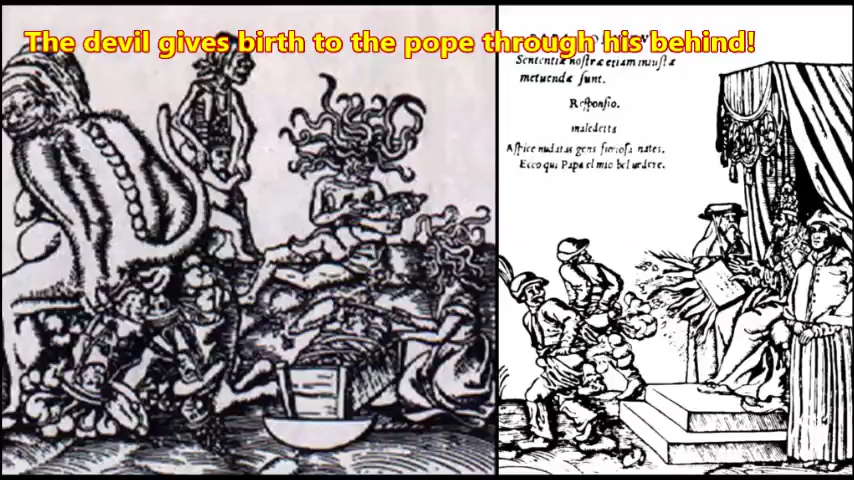 The devil gives birth to the pope through his behind!
Sententiæ nostræ etiam iniustæ
metuendæ sunt.
Responsio.
maledetta
Aspice nudatas gens furiosa nates.
Ecco qui Papa el mio bel uedere.